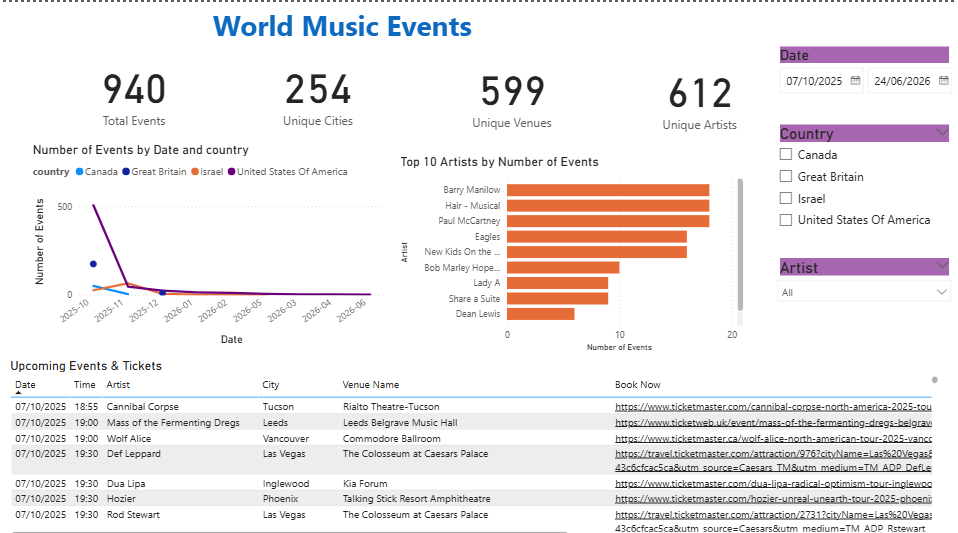 World Music Events
940
Total Events
254
Unique Cities
599
Unique Venues
612
Unique Artists
Date
07/10/2025 24/06/2026
Country
Canada
Great Britain
Israel
United States Of America
Artist
All
Number of Events by Date and country
country Canada Great Britain Israel United States Of America
Number of Events
500
0
2025-10 2025-11 2025-12 2026-01 2026-02 2026-05 2026-03 2026-04 2026-06
Date
Top 10 Artists by Number of Events
Artist
Barry Manilow
Hair - Musical
Paul McCartney
Eagles
New Kids On the ...
Bob Marley Hope...
Lady A
Share a Suite
Dean Lewis
0 10 20
Number of Events
Upcoming Events & Tickets
Date Time Artist City Venue Name Book Now
07/10/2025 18:55 Cannibal Corpse Tucson Rialto Theatre-Tucson https://www.ticketmaster.com/cannibal-corpse-north-america-2025-tou
07/10/2025 19:00 Mass of the Fermenting Dregs Leeds Leeds Belgrave Music Hall https://www.ticketweb.uk/event/mass-of-the-fermenting-dregs-belgrave
07/10/2025 19:00 Wolf Alice Vancouver Commodore Ballroom https://www.ticketmaster.ca/wolf-alice-north-american-tour-2025-vanco
07/10/2025 19:30 Def Leppard Las Vegas The Colosseum at Caesars Palace https://travel.ticketmaster.com/attraction/976?cityName=Las%20Vegas&
43c6cfcac5ca&utm_source=Caesars_TM&utm_medium=TM_ADP_DefLe
07/10/2025 19:30 Dua Lipa Inglewood Kia Forum https://www.ticketmaster.com/dua-lipa-radical-optimism-tour-inglewoo
07/10/2025 19:30 Hozier Phoenix Talking Stick Resort Amphitheatre https://www.ticketmaster.com/hozier-unreal-unearth-tour-2025-phoeni
07/10/2025 19:30 Rod Stewart Las Vegas The Colosseum at Caesars Palace https://travel.ticketmaster.com/attraction/2731?cityName=Las%20Vegas
43c6cfcac5ca&utm_source=Caesars&utm_medium=TM_ADP_Rstewart